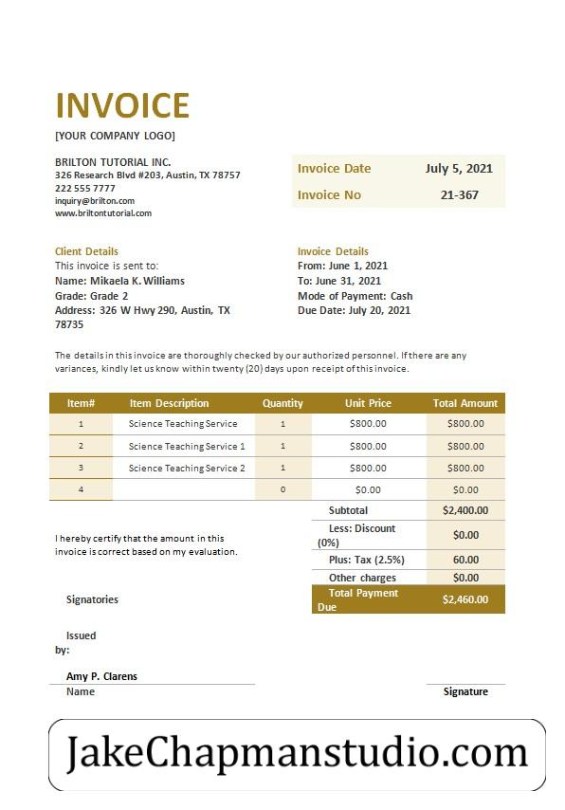 INVOICE
[YOUR COMPANY LOGO]
BRILTON TUTORIAL INC.
326 Research Blvd #203, Austin, TX 78757
222 555 7777
inquiry@brilton.com
www.briltontutorial.com
Invoice Date July 5, 2021
Invoice No 21-367
Client Details
This invoice is sent to:
Name: Mikaela K. Williams
Grade: Grade 2
Address: 326 W Hwy 290, Austin, TX
78735
Invoice Details
From: June 1, 2021
To: June 31, 2021
Mode of Payment: Cash
Due Date: July 20, 2021
The details in this invoice are thoroughly checked by our authorized personnel. If there are any
variances, kindly let us know within twenty (20) days upon receipt of this invoice.
Item# Item Description Quantity Unit Price Total Amount
1 Science Teaching Service 1 $800.00 $800.00
2 Science Teaching Service 1 1 $800.00 $800.00
3 Science Teaching Service 2 1 $800.00 $800.00
4 0 $0.00 $0.00
Subtotal $2,400.00
Less: Discount
(0%) $0.00
Plus: Tax (2.5%) 60.00
Other charges $0.00
Total Payment
Due $2,460.00
I hereby certify that the amount in this
invoice is correct based on my evaluation.
Signatories
Issued
by:
Amy P. Clarens
Name Signature
JakeChapmanstudio.com